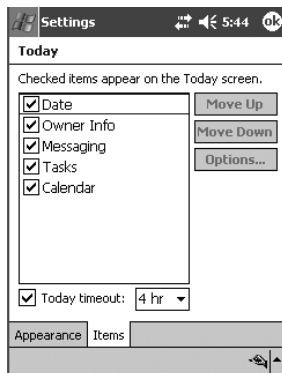 Settings 5:44 ok
Today
Checked items appear on the Today screen.
Date
Owner Info
Messaging
Tasks
Calendar
Move Up
Move Down
Options...
Today timeout: 4 hr
Appearance Items